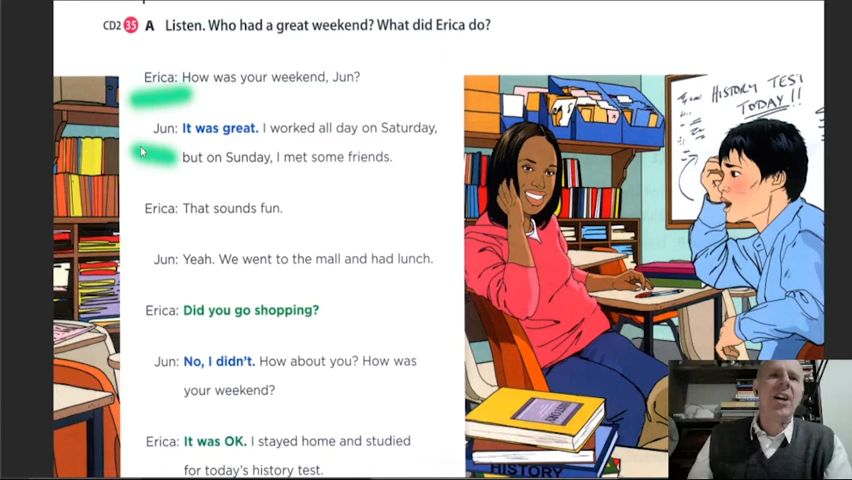 CD2 35 A Listen. Who had a great weekend? What did Erica do?
Erica: How was your weekend, Jun?
Jun: It was great. I worked all day on Saturday,
but on Sunday, I met some friends.
Erica: That sounds fun.
Jun: Yeah. We went to the mall and had lunch.
Erica: Did you go shopping?
Jun: No, I didn't. How about you? How was
your weekend?
Erica: It was OK. I stayed home and studied
for today's history test.
HISTORY TEST
TODAY!!
HISTORY
HISTORY